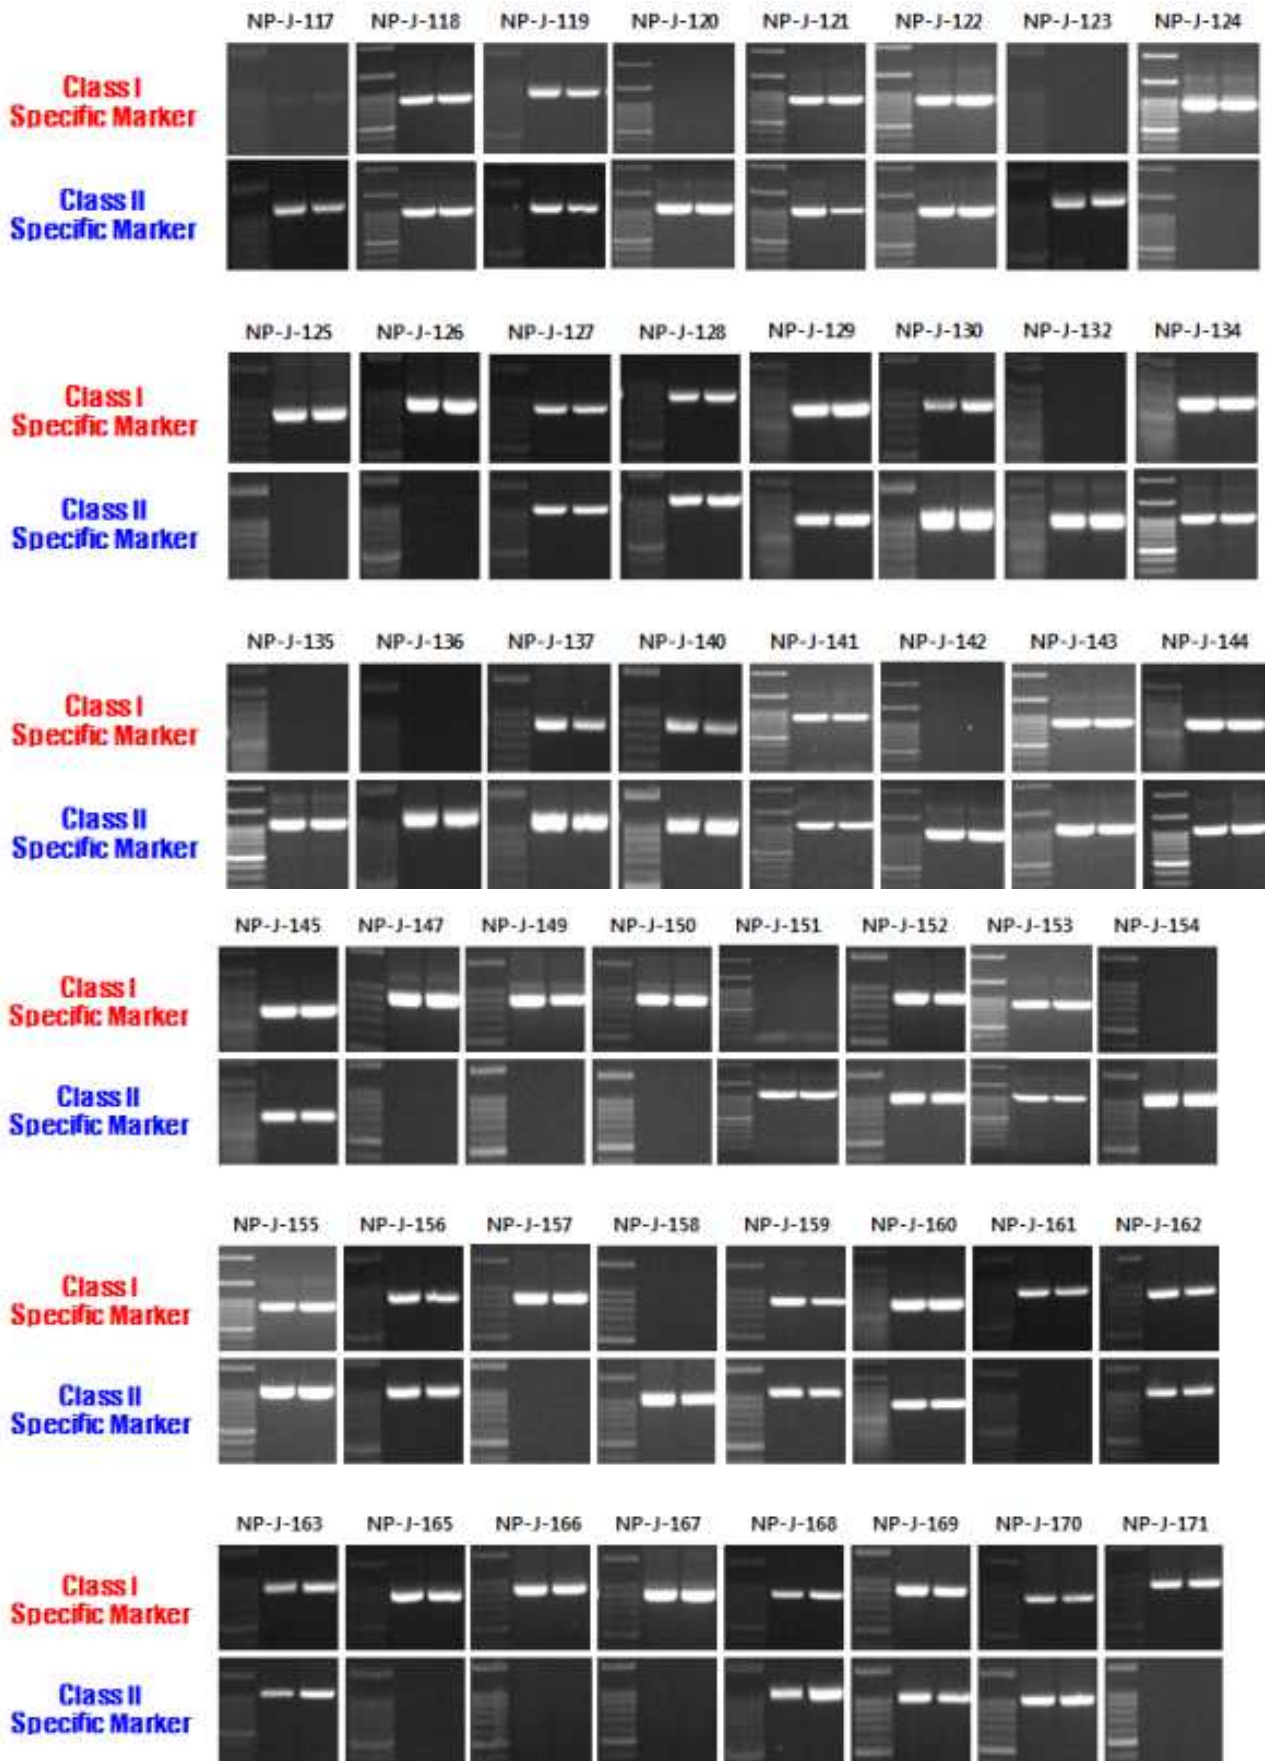 NP-J-117 NP-J-118 NP-J-119 NP-J-120 NP-J-121 NP-J-122 NP-J-123 NP-J-124
Class I
Specific Marker
Class II
Specific Marker
NP-J-125 NP-J-126 NP-J-127 NP-J-128 NP-J-129 NP-J-130 NP-J-132 NP-J-134
Class I
Specific Marker
Class II
Specific Marker
NP-J-135 NP-J-136 NP-J-137 NP-J-140 NP-J-141 NP-J-142 NP-J-143 NP-J-144
Class I
Specific Marker
Class II
Specific Marker
NP-J-145 NP-J-147 NP-J-149 NP-J-150 NP-J-151 NP-J-152 NP-J-153 NP-J-154
Class I
Specific Marker
Class II
Specific Marker
NP-J-155 NP-J-156 NP-J-157 NP-J-158 NP-J-159 NP-J-160 NP-J-161 NP-J-162
Class I
Specific Marker
Class II
Specific Marker
NP-J-163 NP-J-165 NP-J-166 NP-J-167 NP-J-168 NP-J-169 NP-J-170 NP-J-171
Class I
Specific Marker
Class II
Specific Marker